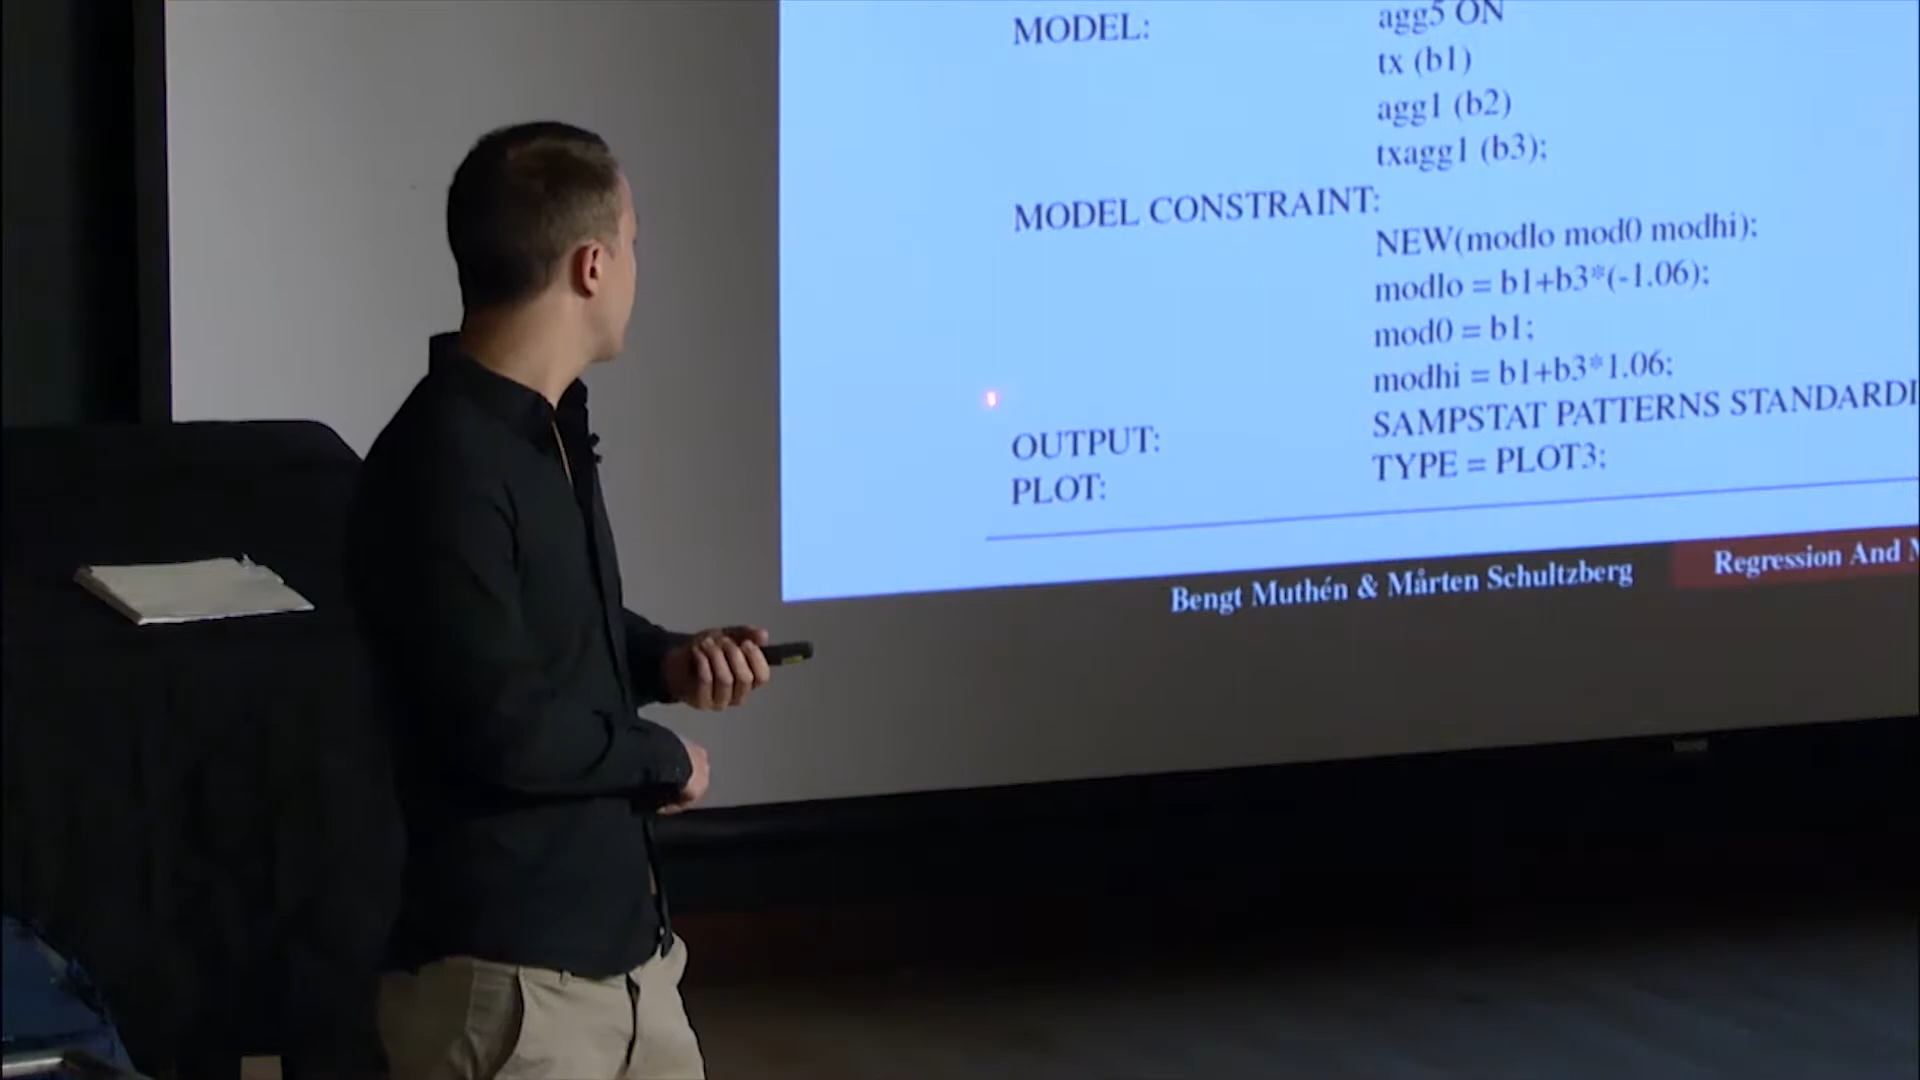 MODEL: agg5 ON
tx (b1)
agg1 (b2)
txagg1 (b3);
MODEL CONSTRAINT:
NEW(modlo mod0 modhi);
modlo = b1+b3*(-1.06);
mod0 = b1;
modhi = b1+b3*1.06;
OUTPUT: SAMPSTAT PATTERNS STANDARDI
PLOT: TYPE = PLOT3;
Bengt Muthén & Mårten Schultzberg Regression And